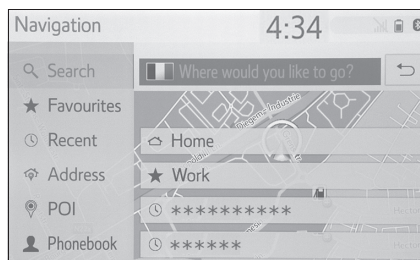 Navigation
4:34
Search
Where would you like to go?
Favourites
Recent
Home
Address
Work
POI
**********
Phonebook
******